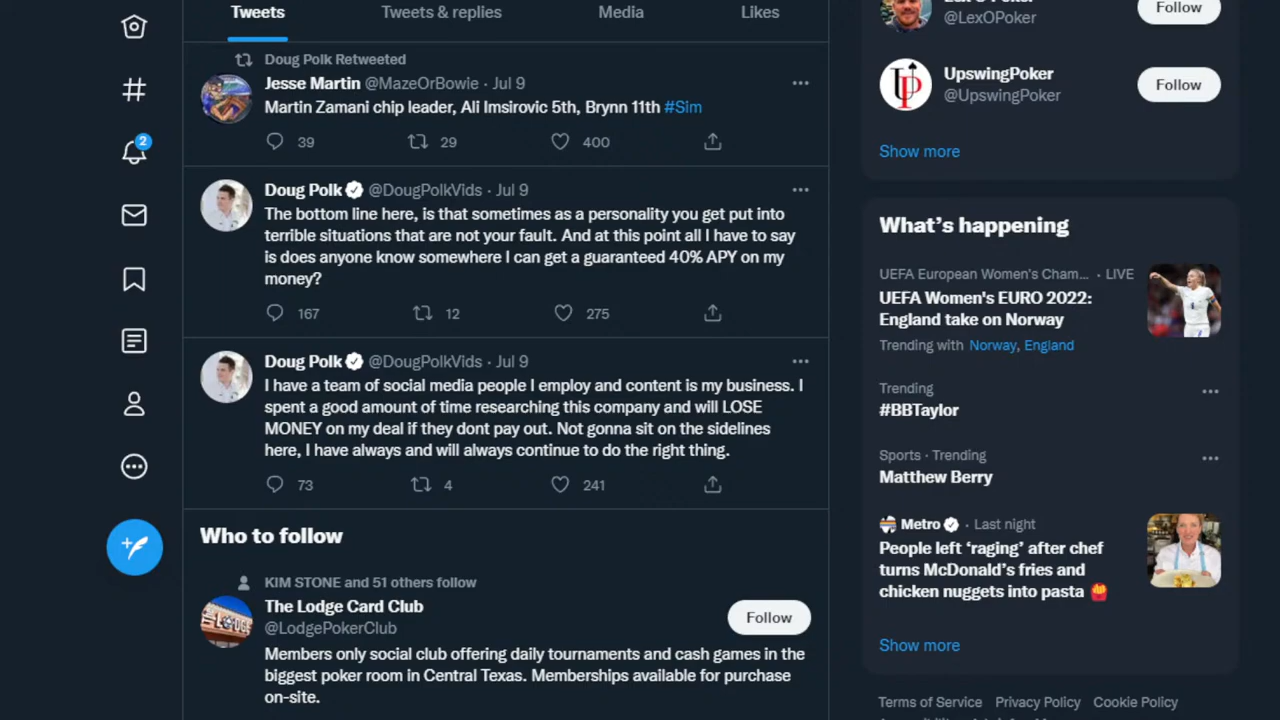 Tweets
Tweets & replies
Media
Likes
Doug Polk Retweeted
Jesse Martin @MazeOrBowie · Jul 9
Martin Zamani chip leader, Ali Imsirovic 5th, Brynn 11th #Sim
39
29
400
Doug Polk @DougPolkVids · Jul 9
The bottom line here, is that sometimes as a personality you get put into
terrible situations that are not your fault. And at this point all I have to say
is does anyone know somewhere I can get a guaranteed 40% APY on my
money?
167
12
275
Doug Polk @DougPolkVids · Jul 9
I have a team of social media people I employ and content is my business. I
spent a good amount of time researching this company and will LOSE
MONEY on my deal if they dont pay out. Not gonna sit on the sidelines
here, I have always and will always continue to do the right thing.
73
4
241
Who to follow
KIM STONE and 51 others follow
The Lodge Card Club
@LodgePokerClub
Follow
Members only social club offering daily tournaments and cash games in the
biggest poker room in Central Texas. Memberships available for purchase
on-site.
2
@LexOPoker
Follow
UpswingPoker
@UpswingPoker
Follow
Show more
What's happening
UEFA European Women's Cham... · LIVE
UEFA Women's EURO 2022:
England take on Norway
Trending with Norway, England
Trending
#BBTaylor
Sports · Trending
Matthew Berry
Metro · Last night
People left ‘raging’ after chef
turns McDonald's fries and
chicken nuggets into pasta
Show more
Terms of Service Privacy Policy Cookie Policy